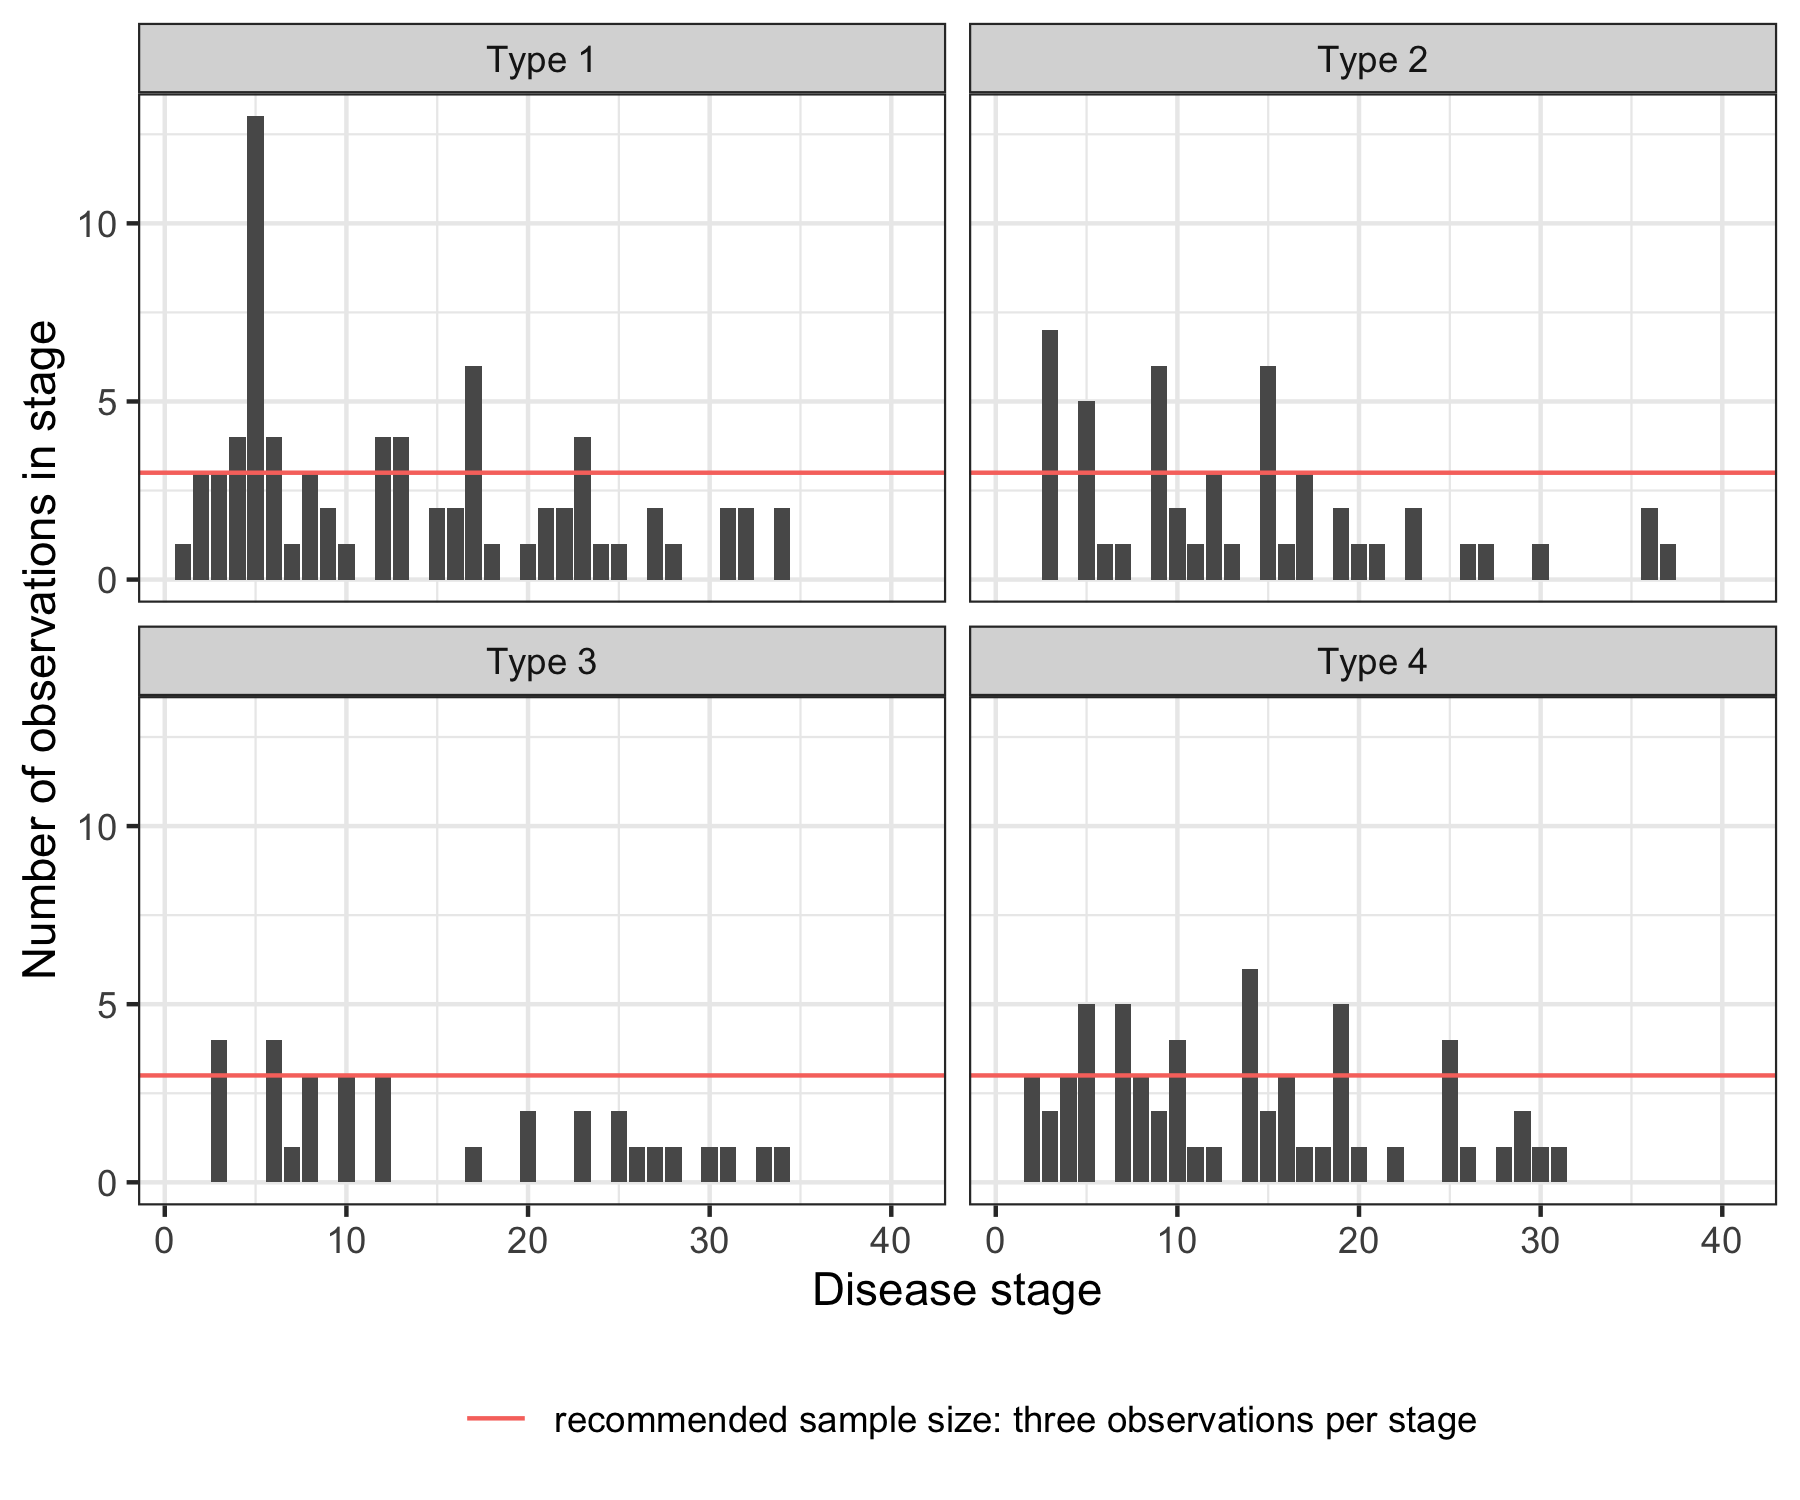 Type 1
Type 2
10
5
0
Type 3
Type 4
10
5
0
0
10
20
30
40
0
10
20
30
40
Number of observations in stage
Disease stage
recommended sample size: three observations per stage